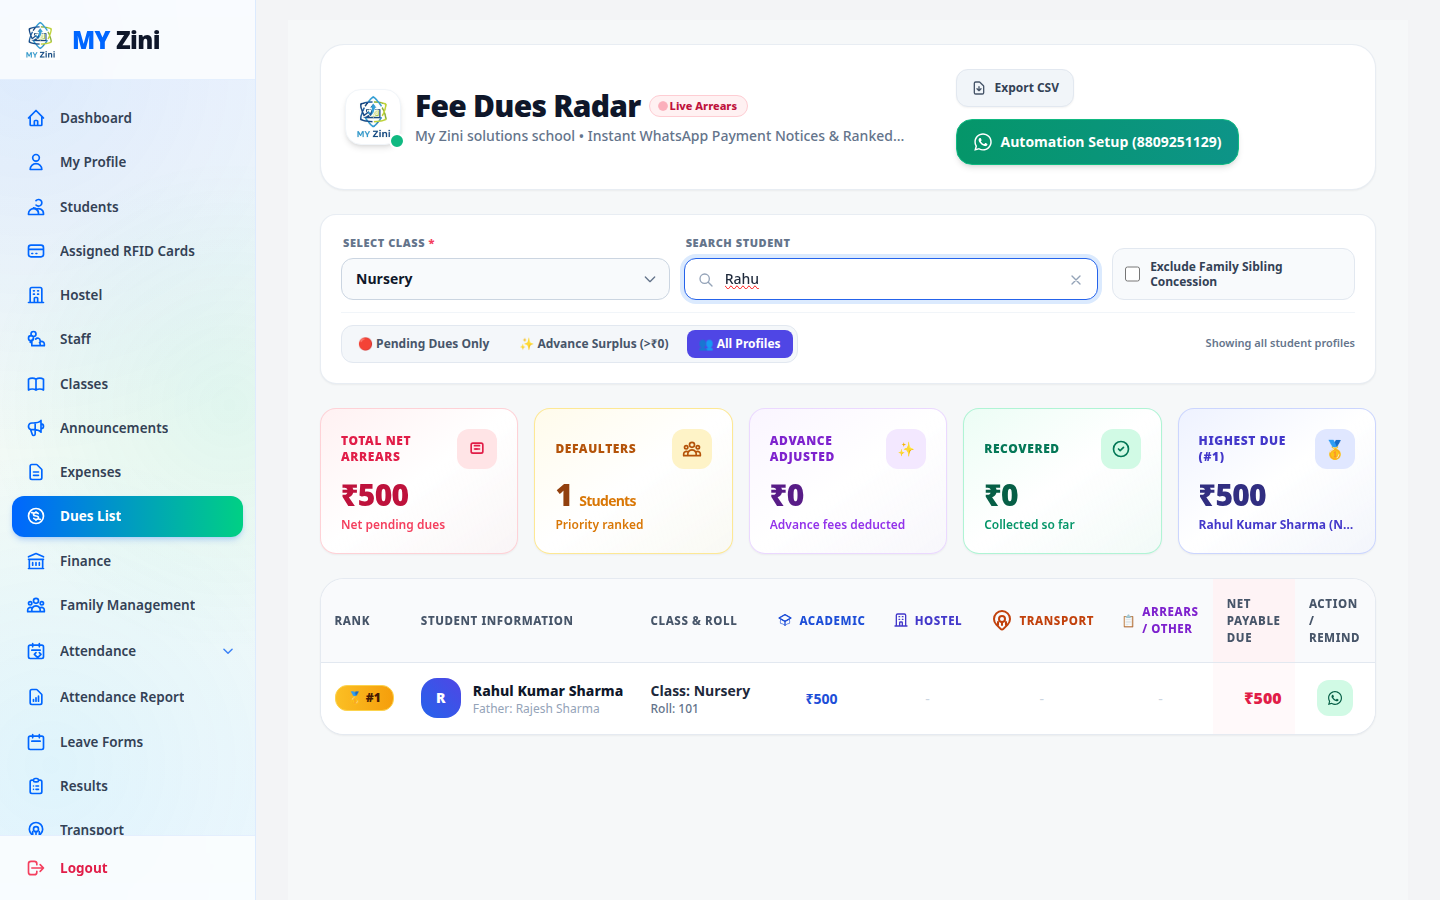 MY Zini
MY Zini
Dashboard
My Profile
Students
Assigned RFID Cards
Hostel
Staff
Classes
Announcements
Expenses
Dues List
Finance
Family Management
Attendance
Attendance Report
Leave Forms
Results
Transport
Logout
MY Zini
Fee Dues Radar
Live Arrears
My Zini solutions school • Instant WhatsApp Payment Notices & Ranked...
Export CSV
Automation Setup (8809251129)
SELECT CLASS *
Nursery
SEARCH STUDENT
Rahu
Exclude Family Sibling
Concession
🔴 Pending Dues Only
✨ Advance Surplus (>₹0)
👥 All Profiles
Showing all student profiles
TOTAL NET
ARREARS
₹500
Net pending dues
DEFAULTERS
1 Students
Priority ranked
ADVANCE
ADJUSTED
₹0
Advance fees deducted
RECOVERED
₹0
Collected so far
HIGHEST DUE
(#1)
₹500
Rahul Kumar Sharma (N...
RANK
STUDENT INFORMATION
CLASS & ROLL
ACADEMIC
HOSTEL
TRANSPORT
ARREARS
/ OTHER
NET
PAYABLE
DUE
ACTION
/
REMIND
🥇 #1
R
Rahul Kumar Sharma
Father: Rajesh Sharma
Class: Nursery
Roll: 101
₹500
-
-
-
₹500